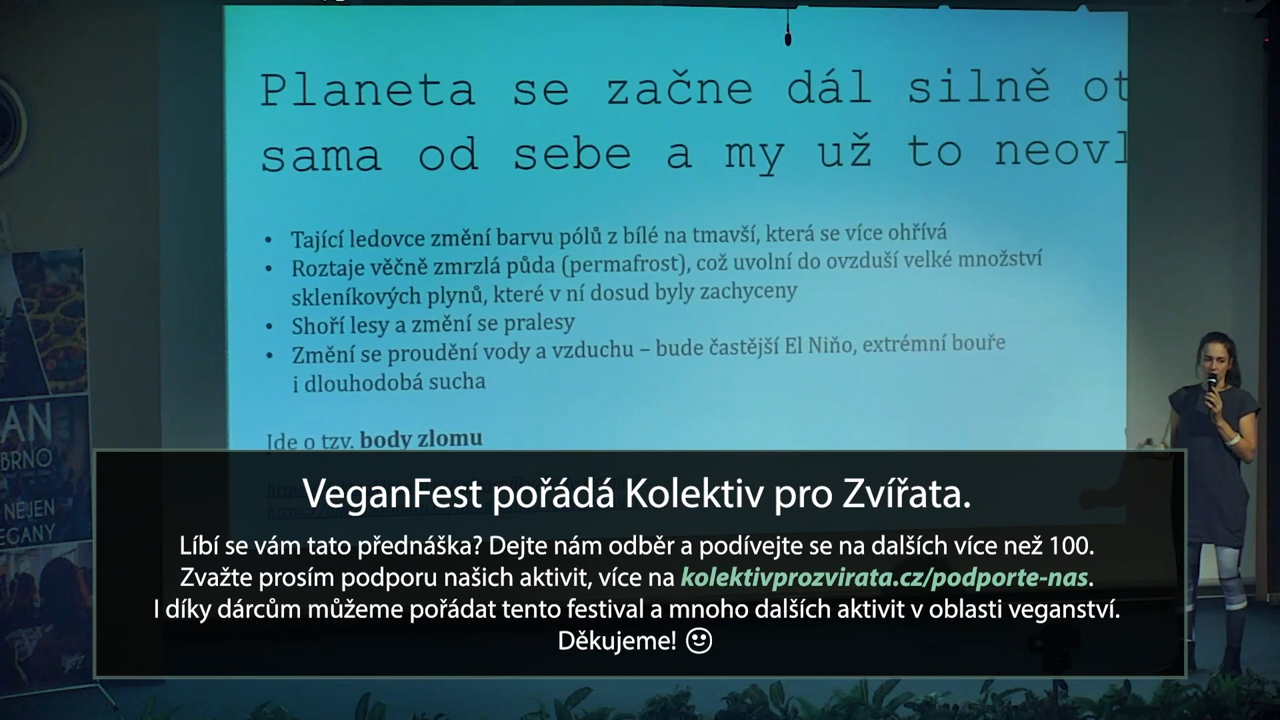 Planeta se začne dál silně ot
sama od sebe a my už to neovl
• Tající ledovce změní barvu pólů z bílé na tmavší, která se více ohřívá
• Roztaje věčně zmrzlá půda (permafrost), což uvolní do ovzduší velké množství
skleníkových plynů, které v ní dosud byly zachyceny
• Shoří lesy a změní se pralesy
• Změní se proudění vody a vzduchu – bude častější El Niňo, extrémní bouře
i dlouhodobá sucha
Jde o tzv. body zlomu
AN
BRNO
NEJEN
EGANY
VeganFest pořádá Kolektiv pro Zvířata.
Líbí se vám tato přednáška? Dejte nám odběr a podívejte se na dalších více než 100.
Zvažte prosím podporu našich aktivit, více na kolektivprozvirata.cz/podporte-nas.
I díky dárcům můžeme pořádat tento festival a mnoho dalších aktivit v oblasti veganství.
Děkujeme! 🙂